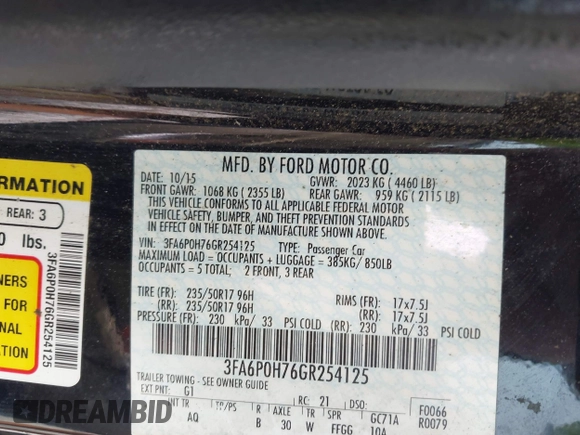 MFD. BY FORD MOTOR CO.
DATE: 10/15
GVWR: 2023 KG ( 4460 LB)
FRONT GAWR: 1068 KG ( 2355 LB)
REAR GAWR: 959 KG ( 2115 LB)
THIS VEHICLE CONFORMS TO ALL APPLICABLE FEDERAL MOTOR
VEHICLE SAFETY, BUMPER, AND THEFT PREVENTION STANDARDS
IN EFFECT ON THE DATE OF MANUFACTURE SHOWN ABOVE.
VIN: 3FA6P0H76GR254125
TYPE: Passenger Car
MAXIMUM LOAD = OCCUPANTS + LUGGAGE = 385KG/ 850LB
OCCUPANTS = 5 TOTAL; 2 FRONT, 3 REAR
TIRE (FR): 235/50R17 96H
RIMS (FR): 17x7.5J
(RR): 235/50R17 96H
(RR): 17x7.5J
PRESSURE (FR): 230 kPa/ 33 PSI COLD
(RR): 230 kPa/ 33 PSI COLD
3FA6P0H76GR254125
TRAILER TOWING - SEE OWNER GUIDE
EXT PNT: G1
RC: 21
DSO:
F0066
R0079
INT TR
TP/PS
R
AXLE
TR
SPR
GC71A
AQ
B
30
W
FFGG
10A
RMATION
REAR: 3
0 lbs.
NERS
FOR
ONAL
TION
3FA6P0H76GR254125
DREAMBID